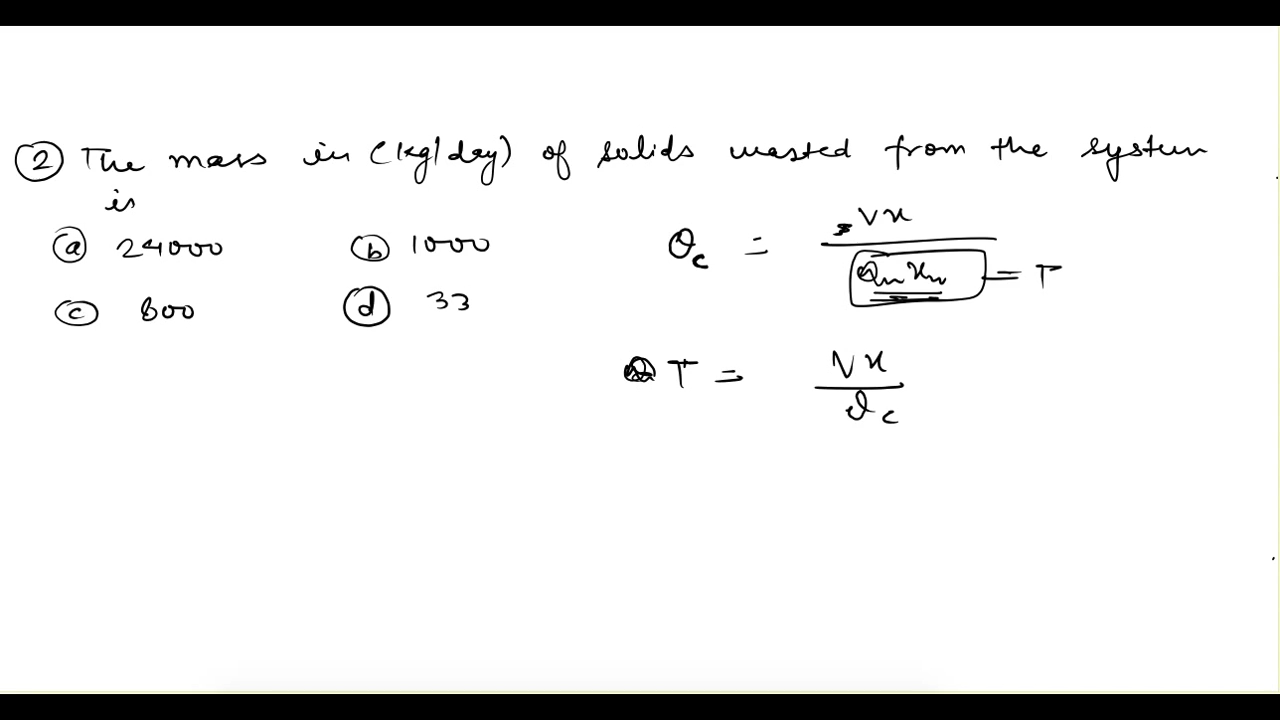 ② The mass in (kg/day) of solids wasted from the system
is
ⓐ 24000 ⓑ 1000
ⓒ 800 ⓓ 33
θc = Vx / Qw xw = T
T = Vx / θc